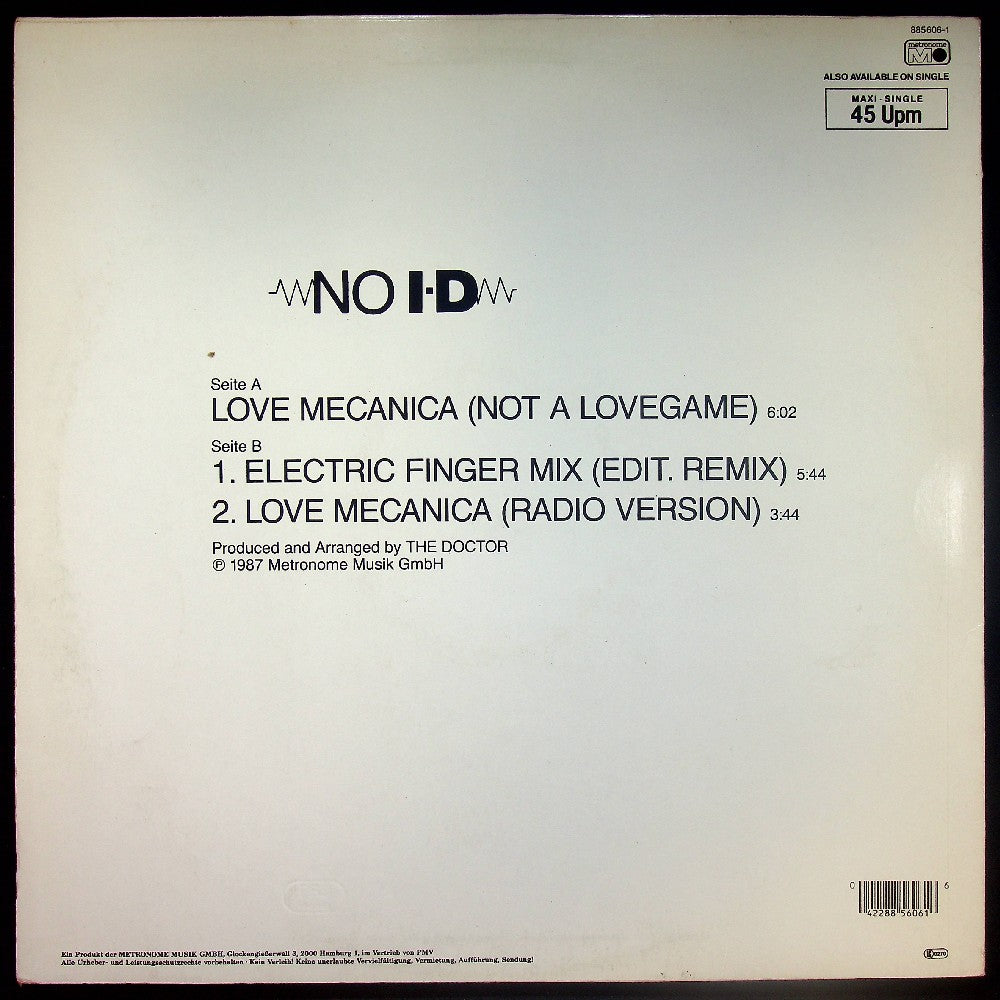 885606-1
metronome
M
ALSO AVAILABLE ON SINGLE
MAXI-SINGLE
45 Upm
NO I·D
Seite A
LOVE MECANICA (NOT A LOVEGAME) 6:02
Seite B
1. ELECTRIC FINGER MIX (EDIT. REMIX) 5:44
2. LOVE MECANICA (RADIO VERSION) 3:44
Produced and Arranged by THE DOCTOR
℗ 1987 Metronome Musik GmbH
0 42288 56061 6
Ein Produkt der METRONOME MUSIK GMBH, Glockengießerwall 3, 2000 Hamburg 1, im Vertrieb von PMV
Alle Urheber- und Leistungsschutzrechte vorbehalten · Kein Verleih! Keine unerlaubte Vervielfältigung, Vermietung, Aufführung, Sendung!